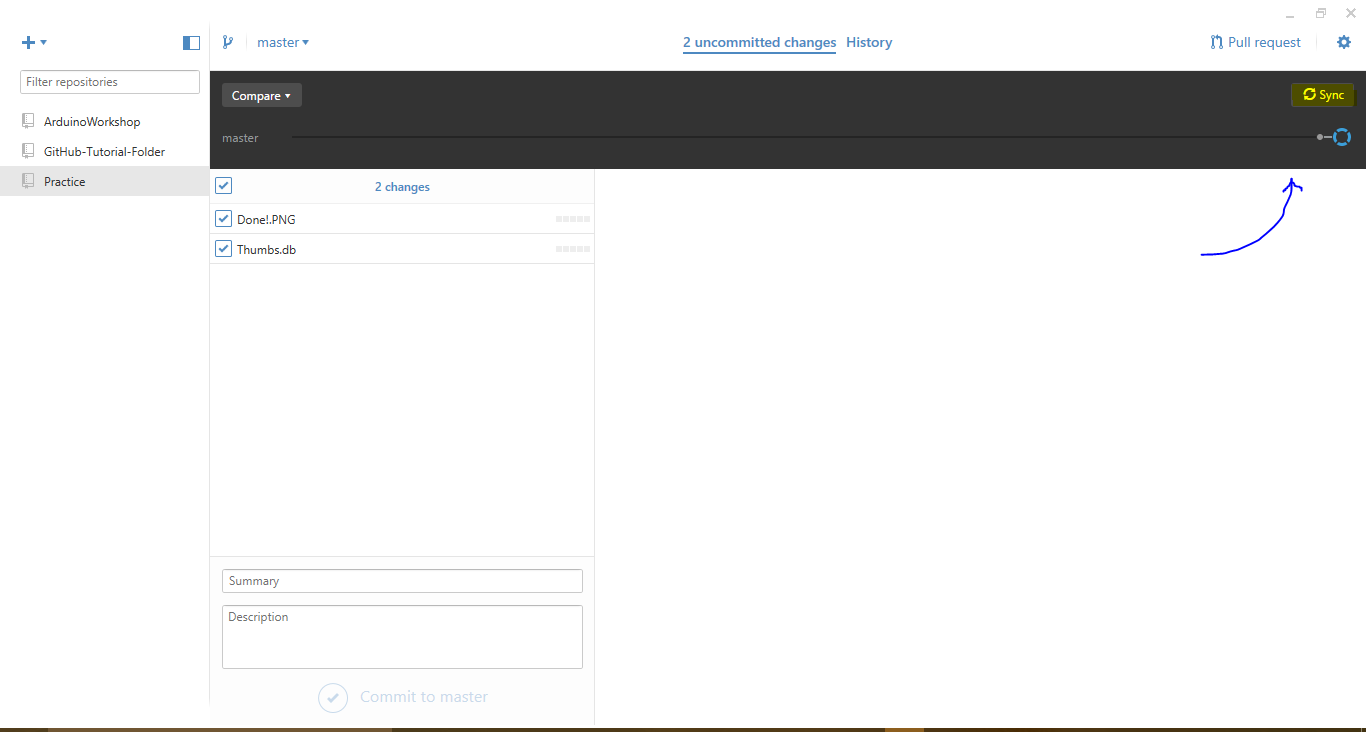 master
2 uncommitted changes
History
Pull request
Filter repositories
ArduinoWorkshop
GitHub-Tutorial-Folder
Practice
Compare
Sync
master
2 changes
Done!.PNG
Thumbs.db
Summary
Description
Commit to master